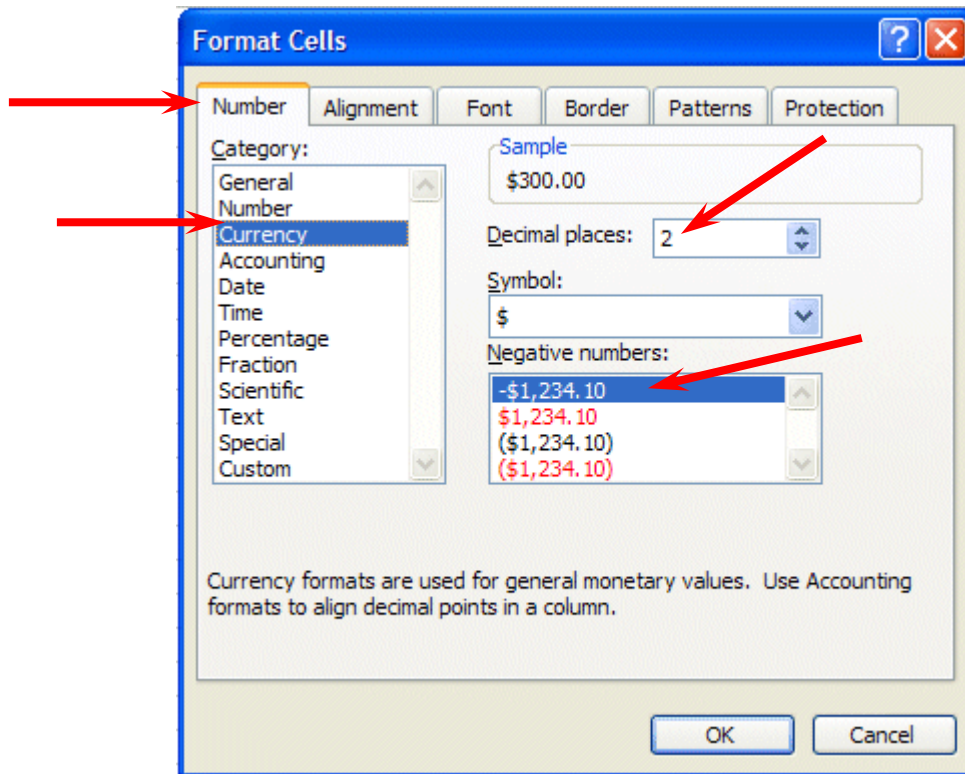 Format Cells
Number Alignment Font Border Patterns Protection
Category:
General
Number
Currency
Accounting
Date
Time
Percentage
Fraction
Scientific
Text
Special
Custom
Sample
$300.00
Decimal places: 2
Symbol:
$
Negative numbers:
-$1,234.10
$1,234.10
($1,234.10)
($1,234.10)
Currency formats are used for general monetary values.  Use Accounting
formats to align decimal points in a column.
OK Cancel